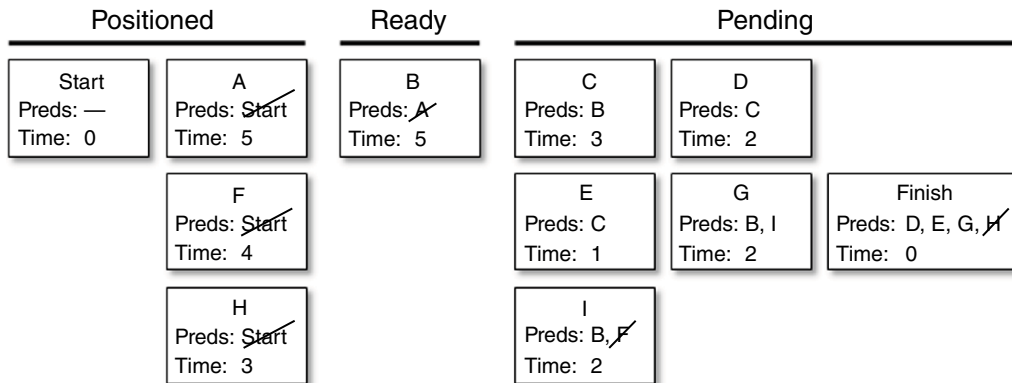 Positioned
Ready
Pending
Start
Preds: —
Time: 0
A
Preds: Start
Time: 5
B
Preds: A
Time: 5
C
Preds: B
Time: 3
D
Preds: C
Time: 2
F
Preds: Start
Time: 4
E
Preds: C
Time: 1
G
Preds: B, I
Time: 2
Finish
Preds: D, E, G, H
Time: 0
H
Preds: Start
Time: 3
I
Preds: B, F
Time: 2